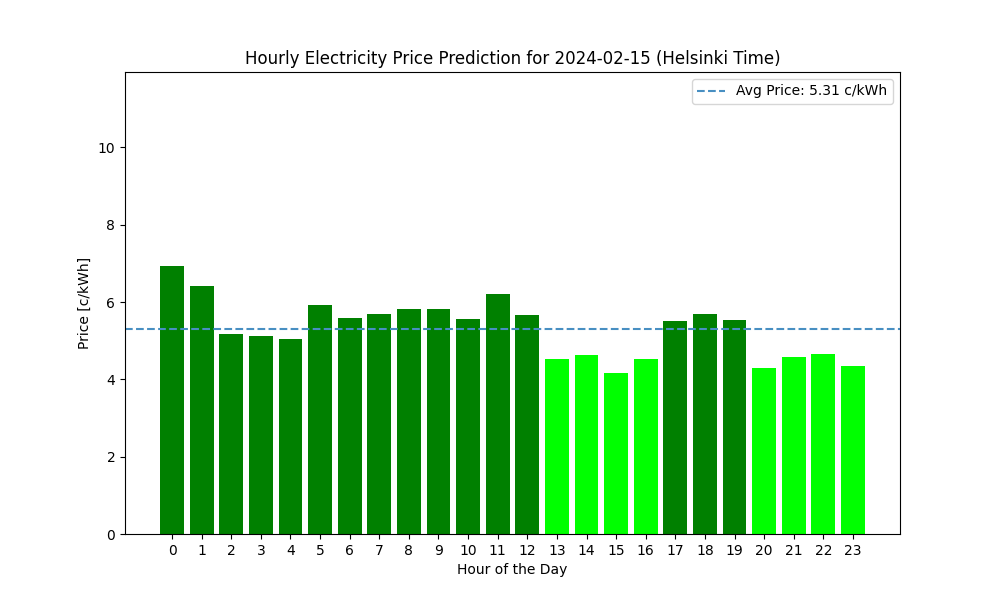 Hourly Electricity Price Prediction for 2024-02-15 (Helsinki Time)
Avg Price: 5.31 c/kWh
Price [c/kWh]
10
8
6
4
2
0
0 1 2 3 4 5 6 7 8 9 10 11 12 13 14 15 16 17 18 19 20 21 22 23
Hour of the Day